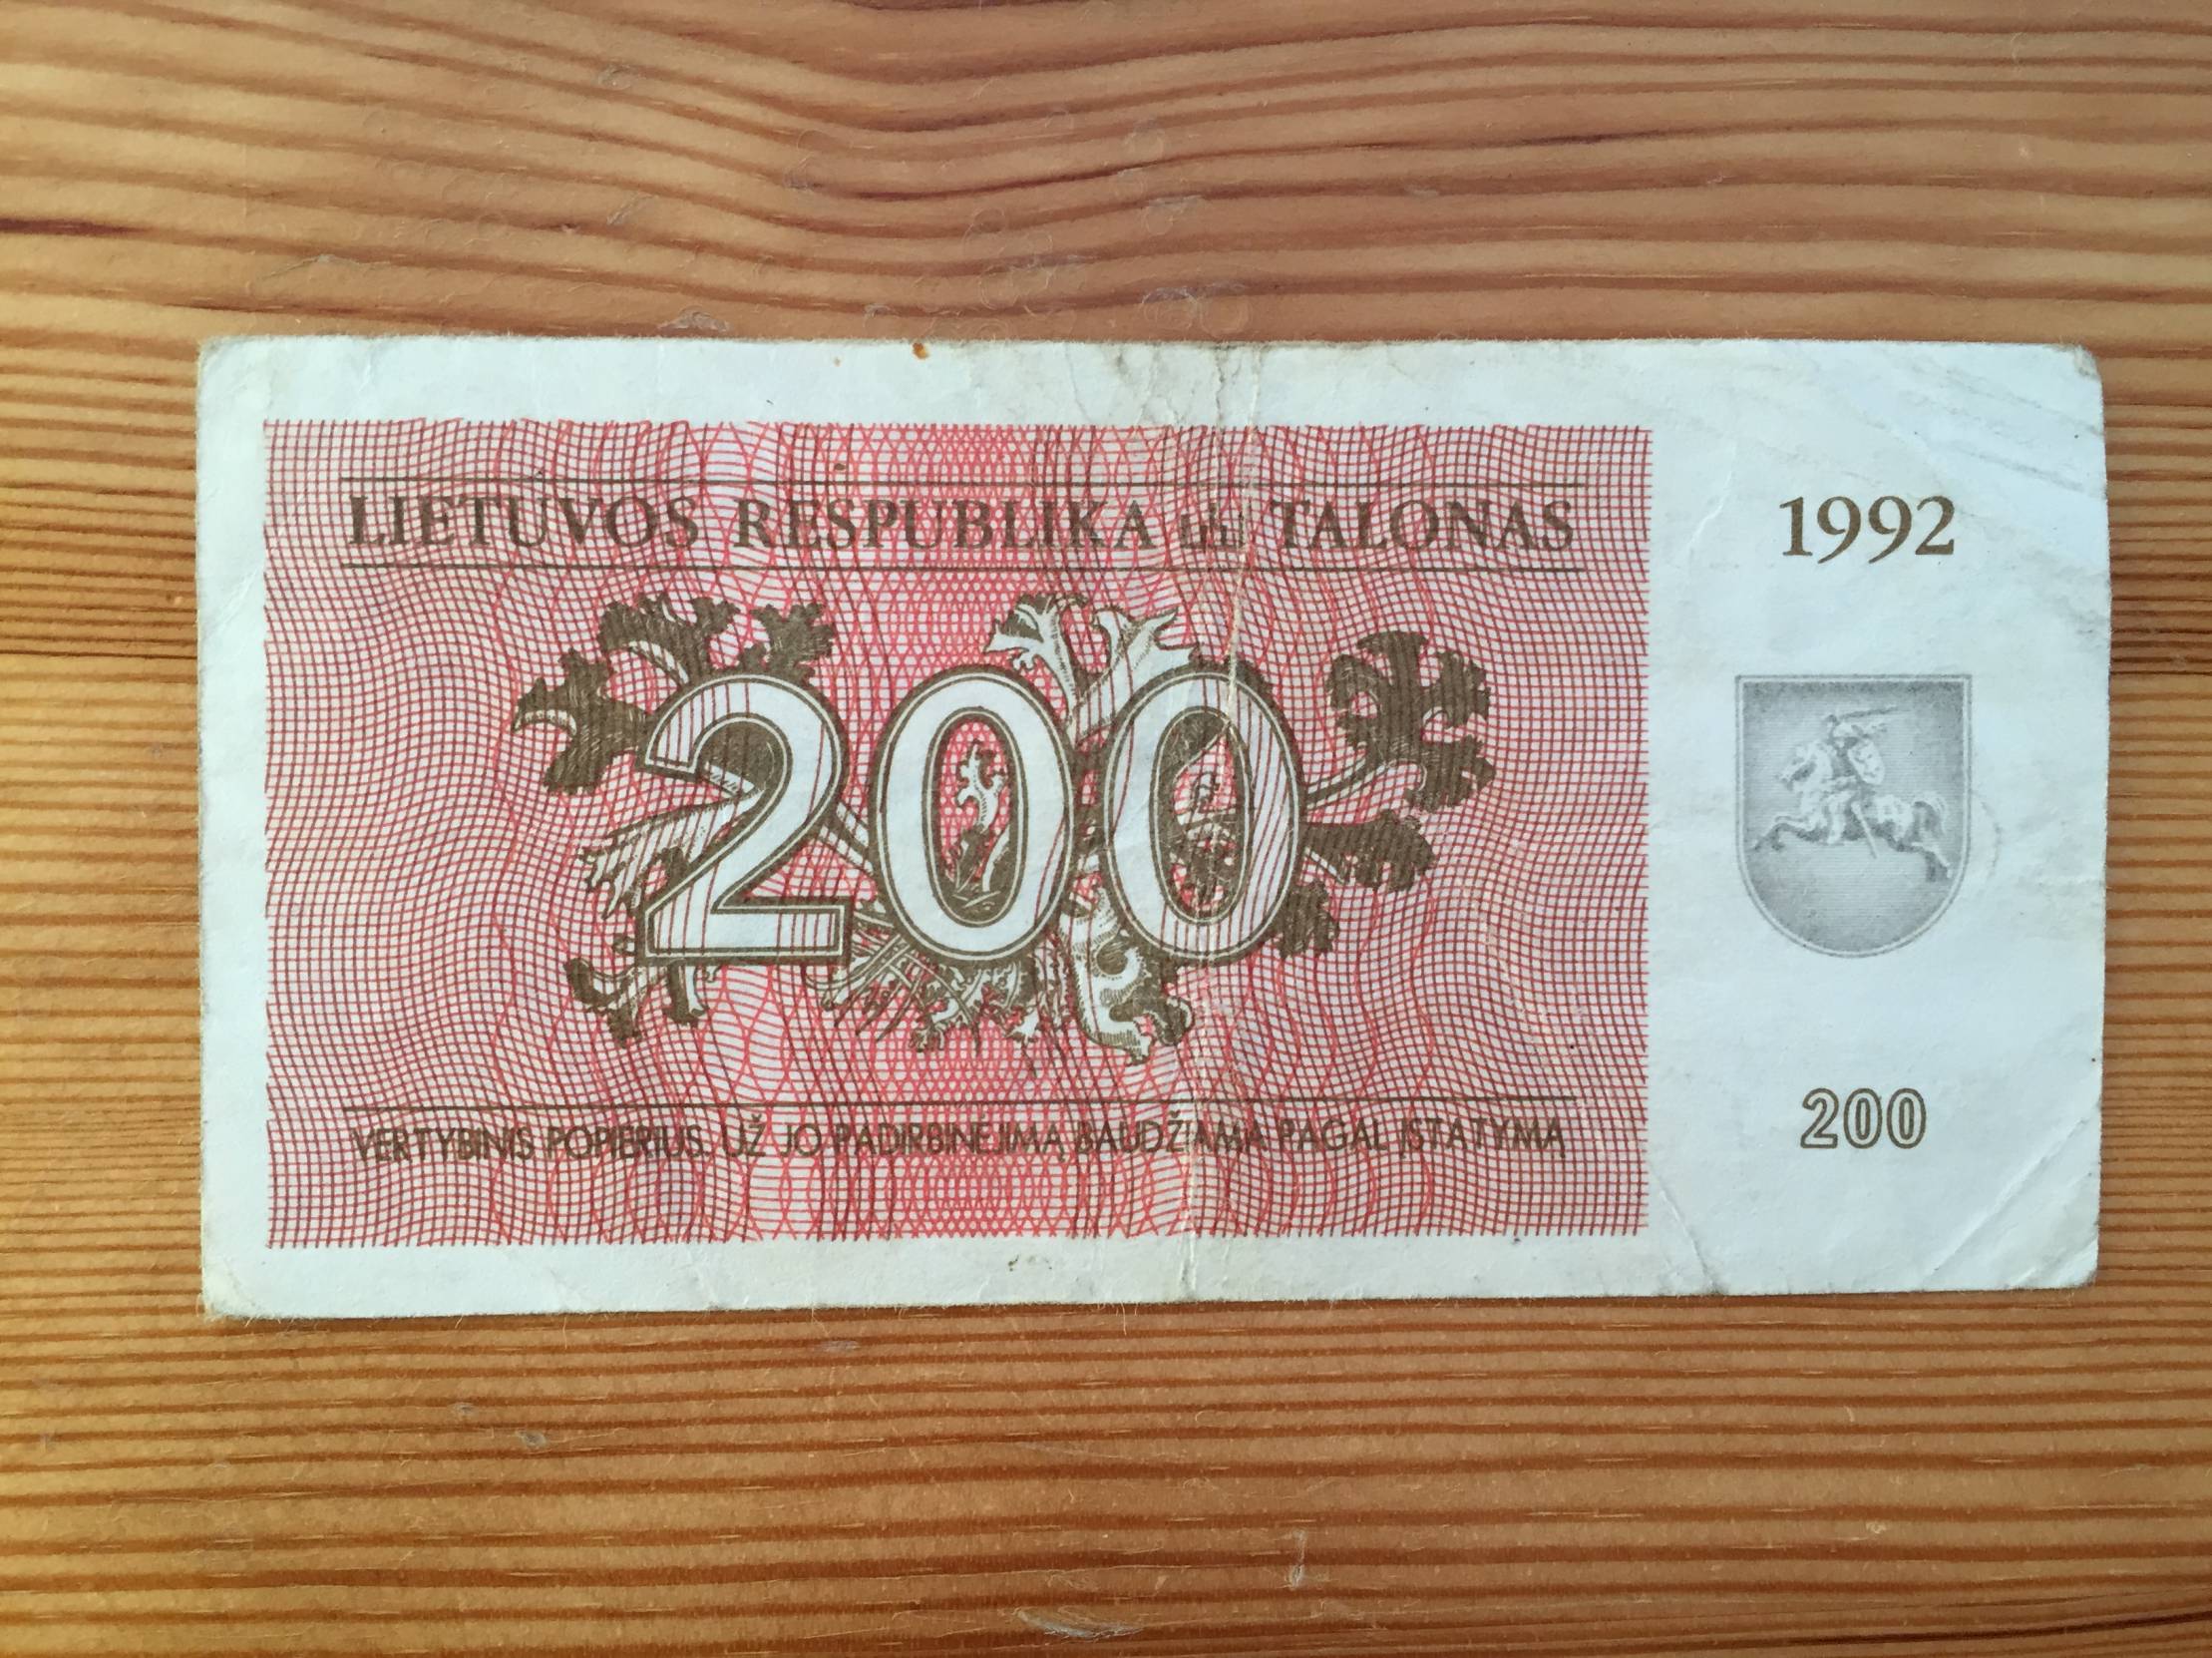 LIETUVOS RESPUBLIKA TALONAS
200
VERTYBINIS POPIERIUS. UŽ JO PADIRBINĖJIMĄ BAUDŽIAMA PAGAL ĮSTATYMĄ
1992
200